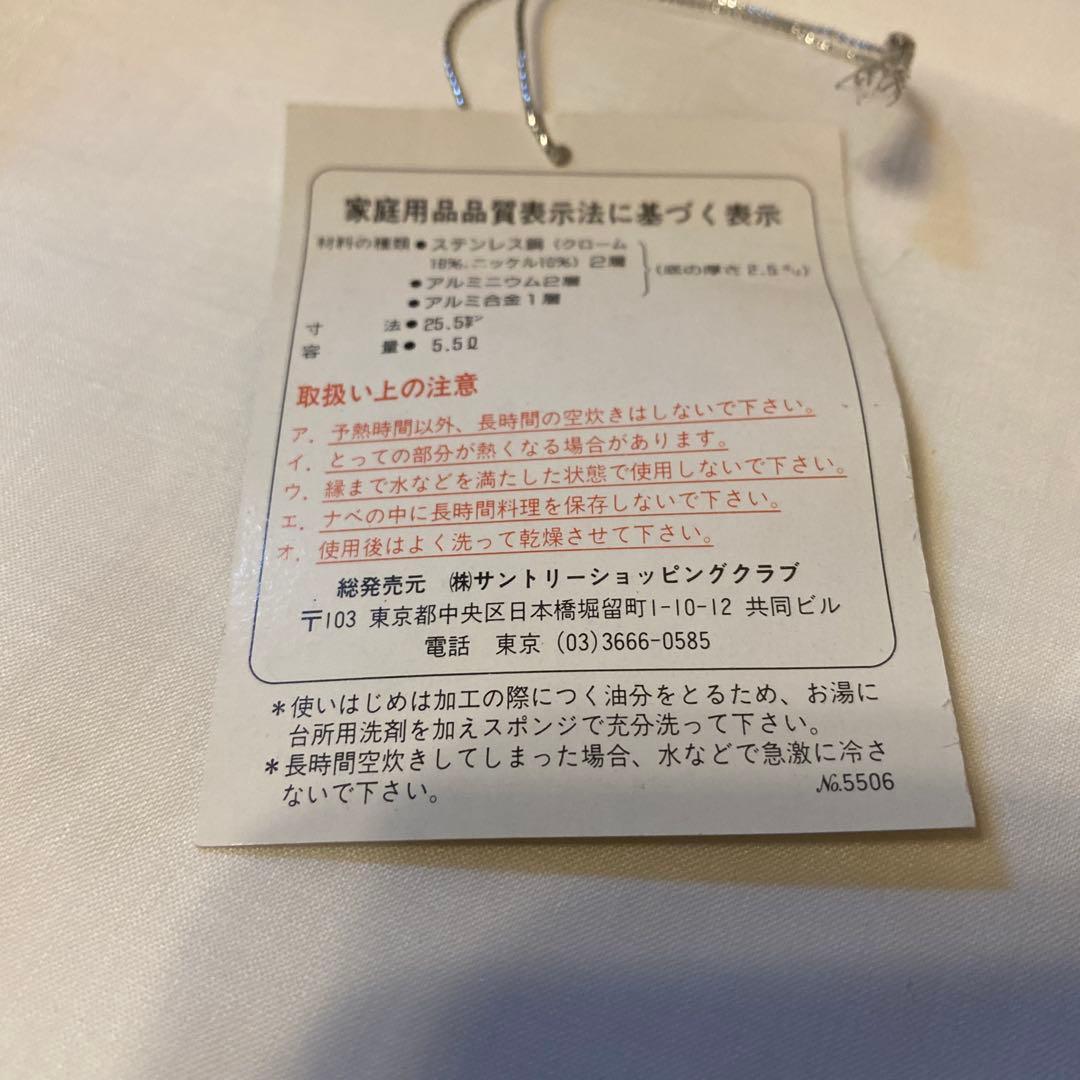 家庭用品品質表示法に基づく表示
材料の種類●ステンレス鋼(クローム
18%、ニッケル10%)2層
●アルミニウム2層
●アルミ合金1層
(底の厚さ2.5㍉)
寸法●25.5㌢
容量● 5.5ℓ
取扱い上の注意
ア. 予熱時間以外、長時間の空炊きはしないで下さい。
イ. とっての部分が熱くなる場合があります。
ウ. 縁まで水などを満たした状態で使用しないで下さい。
エ. ナベの中に長時間料理を保存しないで下さい。
オ. 使用後はよく洗って乾燥させて下さい。
総発売元 ㈱サントリーショッピングクラブ
〒103 東京都中央区日本橋堀留町1-10-12 共同ビル
電話 東京 (03)3666-0585
*使いはじめは加工の際につく油分をとるため、お湯に
台所用洗剤を加えスポンジで充分洗って下さい。
*長時間空炊きしてしまった場合、水などで急激に冷さ
ないで下さい。
No.5506